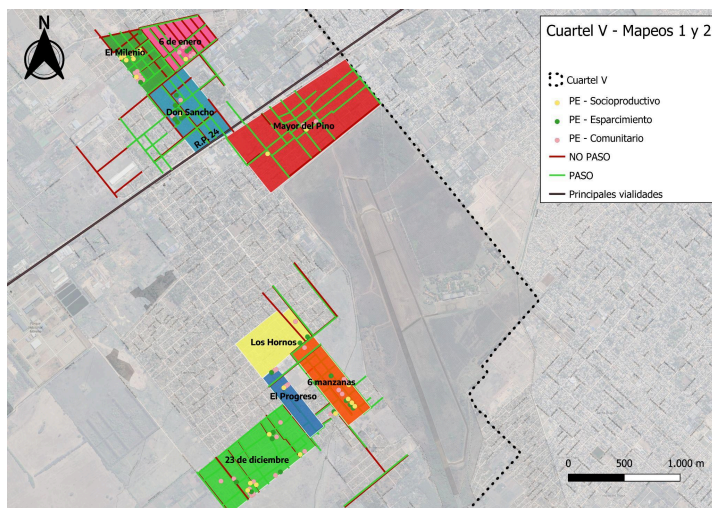 N
Cuartel V - Mapeos 1 y 2
Cuartel V
PE - Socioproductivo
PE - Esparcimiento
PE - Comunitario
NO PASO
PASO
Principales vialidades
6 de enero
El Milenio
Don Sancho
R.P. 24
Mayor del Pino
Los Hornos
6 manzanas
El Progreso
23 de diciembre
0 500 1.000 m